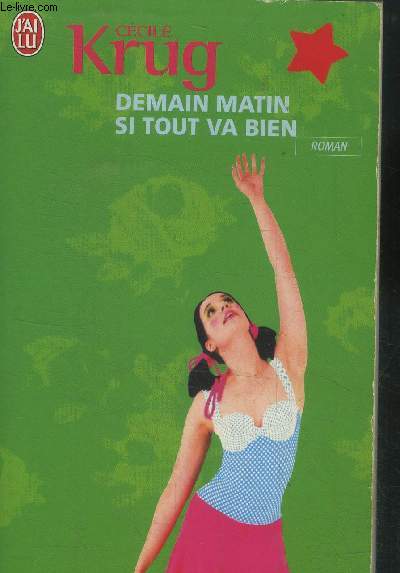 Le-livre.com
J'AI
LU
CÉCILE
Krug
DEMAIN MATIN
SI TOUT VA BIEN
ROMAN